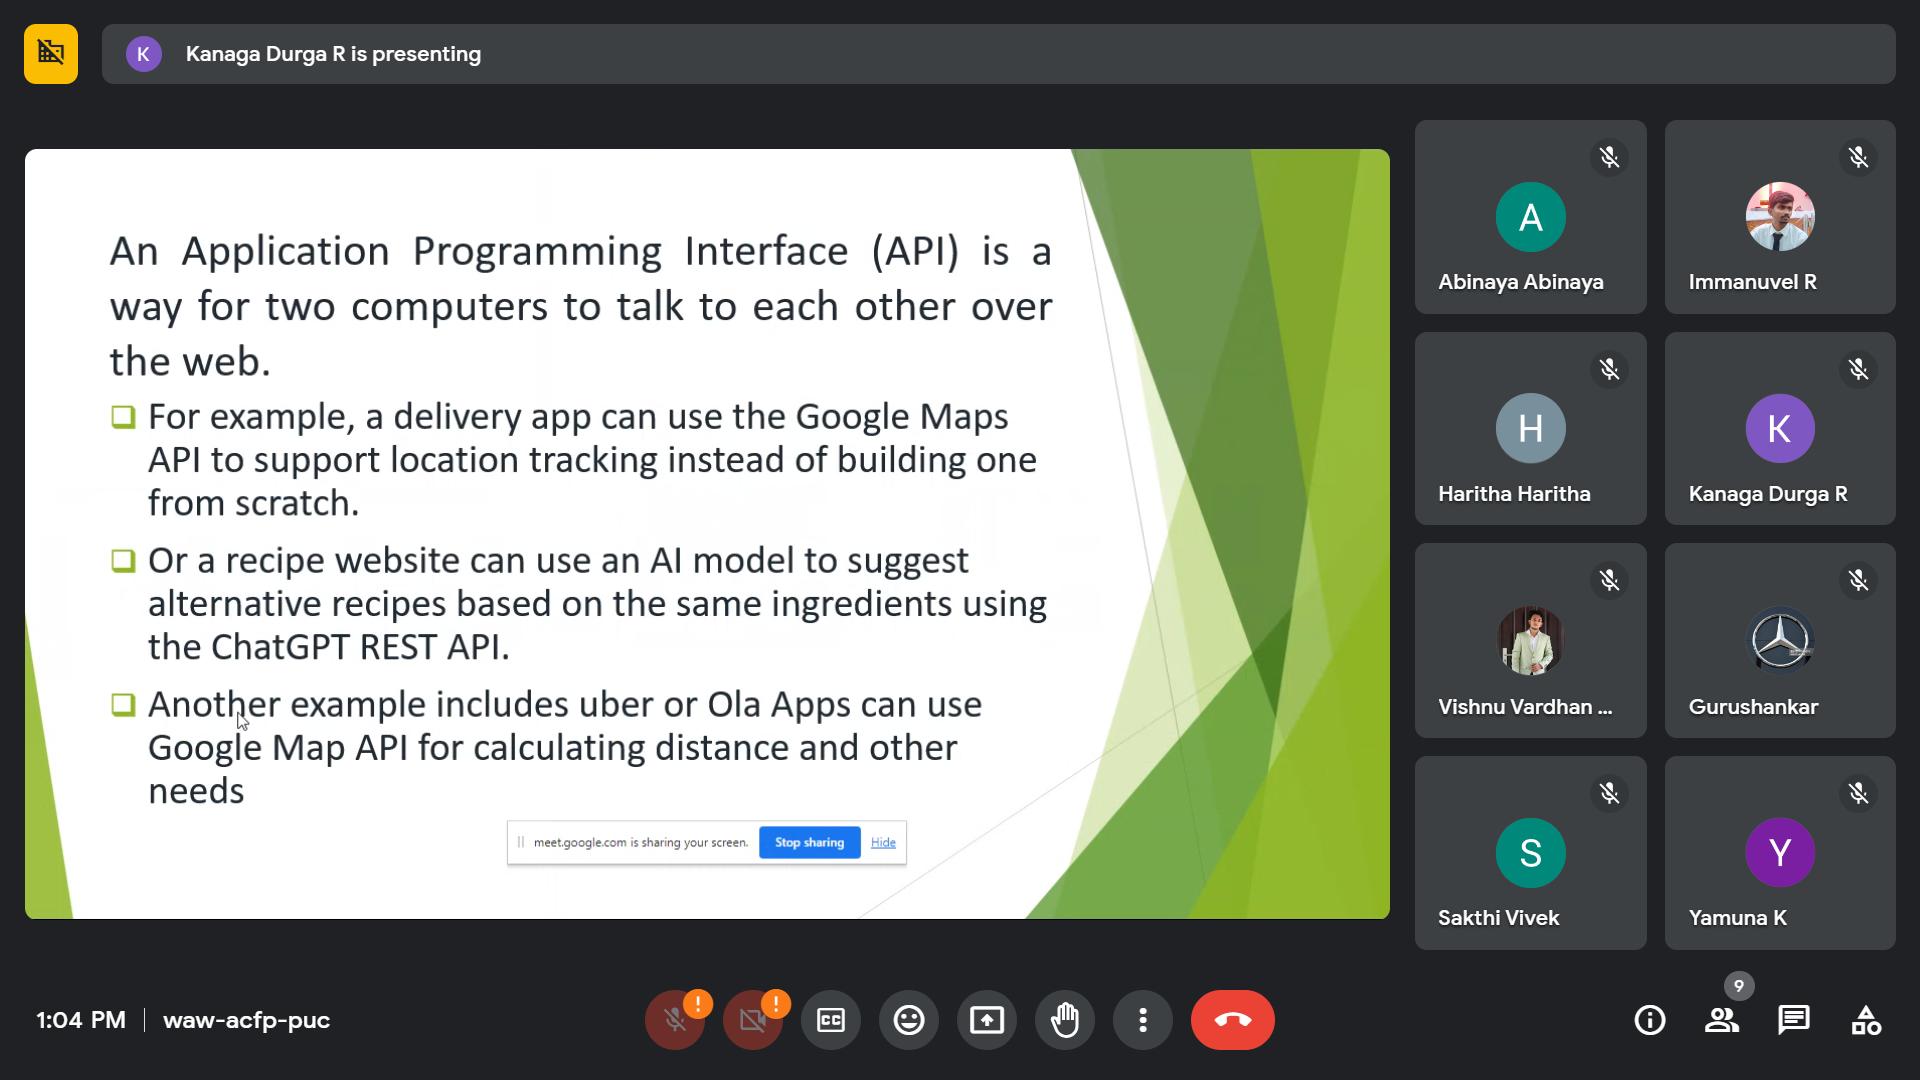 K Kanaga Durga R is presenting
An Application Programming Interface (API) is a
way for two computers to talk to each other over
the web.
For example, a delivery app can use the Google Maps
API to support location tracking instead of building one
from scratch.
Or a recipe website can use an AI model to suggest
alternative recipes based on the same ingredients using
the ChatGPT REST API.
Another example includes uber or Ola Apps can use
Google Map API for calculating distance and other
needs
meet.google.com is sharing your screen. Stop sharing Hide
A
Abinaya Abinaya
Immanuvel R
H
Haritha Haritha
K
Kanaga Durga R
Vishnu Vardhan ...
Gurushankar
S
Sakthi Vivek
Y
Yamuna K
1:04 PM waw-acfp-puc
! ! CC
9